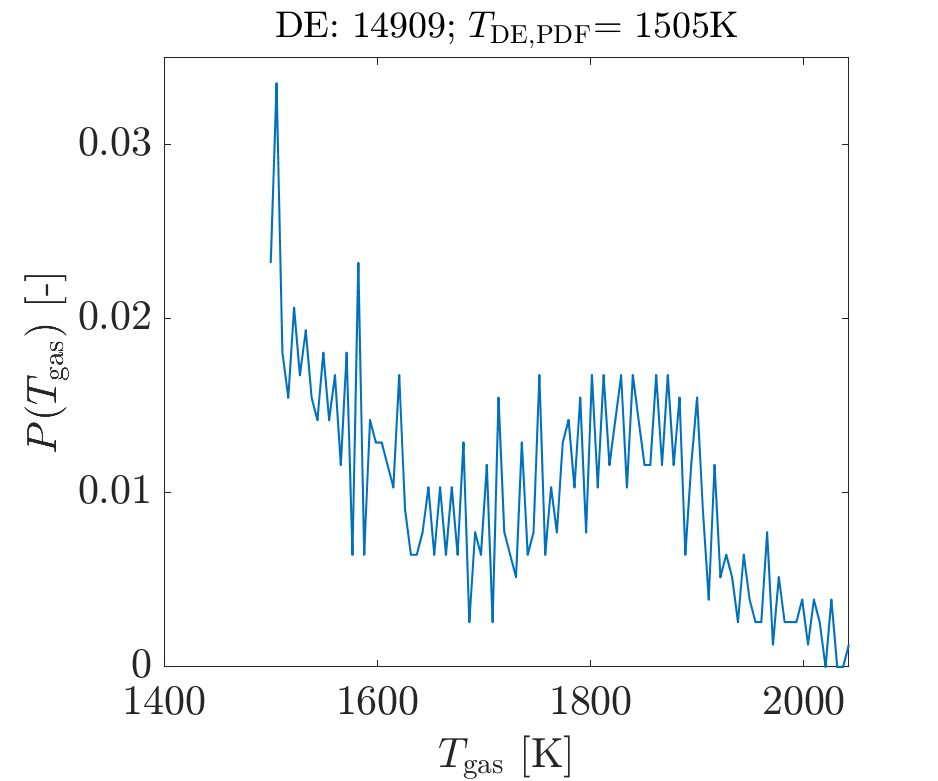 DE: 14909; T_DE,PDF= 1505K
P(T_gas) [-]
0.03
0.02
0.01
0
1400 1600 1800 2000
T_gas [K]